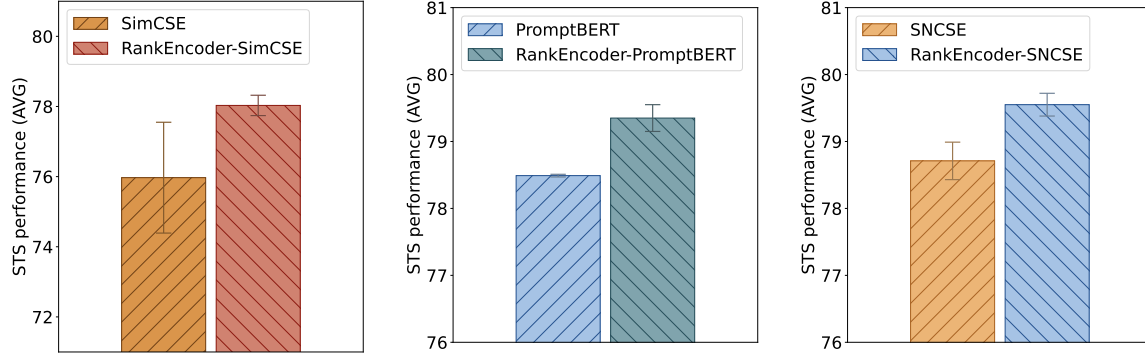 80
78
76
74
72
STS performance (AVG)
SimCSE
RankEncoder-SimCSE
81
80
79
78
77
76
STS performance (AVG)
PromptBERT
RankEncoder-PromptBERT
81
80
79
78
77
76
STS performance (AVG)
SNCSE
RankEncoder-SNCSE